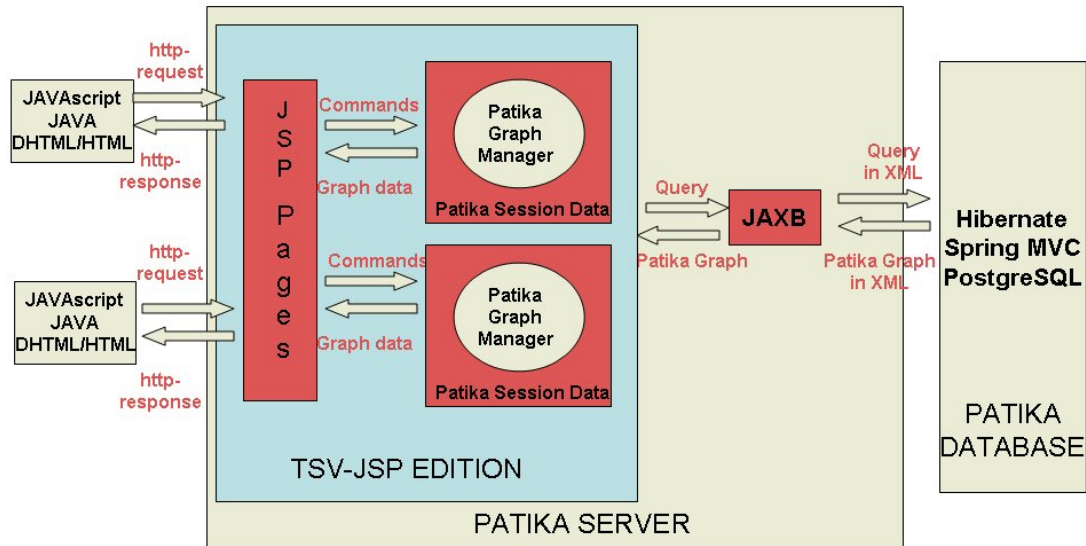 http-
request
JAVAscript
JAVA
DHTML/HTML
http-
response
http-
request
JAVAscript
JAVA
DHTML/HTML
http-
response
J
S
P
P
a
g
e
s
Commands
Graph data
Patika
Graph
Manager
Patika Session Data
Commands
Graph data
Patika
Graph
Manager
Patika Session Data
TSV-JSP EDITION
PATIKA SERVER
Query
JAXB
Patika Graph
Query
in XML
Patika Graph
in XML
Hibernate
Spring MVC
PostgreSQL
PATIKA
DATABASE